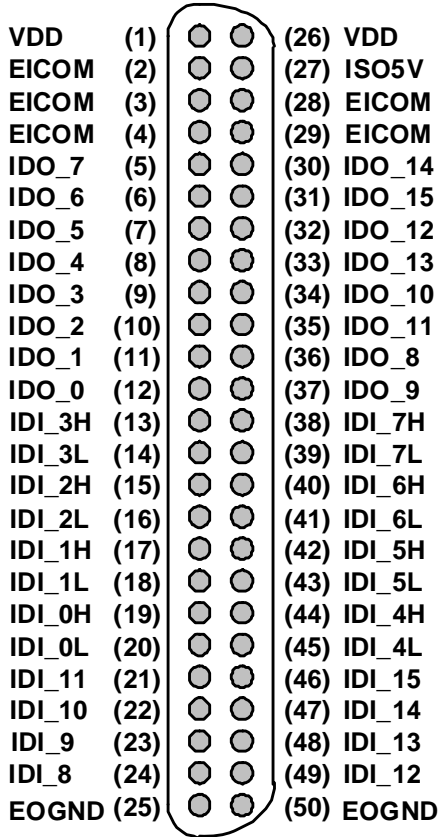 VDD (1) (26) VDD
EICOM (2) (27) ISO5V
EICOM (3) (28) EICOM
EICOM (4) (29) EICOM
IDO_7 (5) (30) IDO_14
IDO_6 (6) (31) IDO_15
IDO_5 (7) (32) IDO_12
IDO_4 (8) (33) IDO_13
IDO_3 (9) (34) IDO_10
IDO_2 (10) (35) IDO_11
IDO_1 (11) (36) IDO_8
IDO_0 (12) (37) IDO_9
IDI_3H (13) (38) IDI_7H
IDI_3L (14) (39) IDI_7L
IDI_2H (15) (40) IDI_6H
IDI_2L (16) (41) IDI_6L
IDI_1H (17) (42) IDI_5H
IDI_1L (18) (43) IDI_5L
IDI_0H (19) (44) IDI_4H
IDI_0L (20) (45) IDI_4L
IDI_11 (21) (46) IDI_15
IDI_10 (22) (47) IDI_14
IDI_9 (23) (48) IDI_13
IDI_8 (24) (49) IDI_12
EOGND (25) (50) EOGND